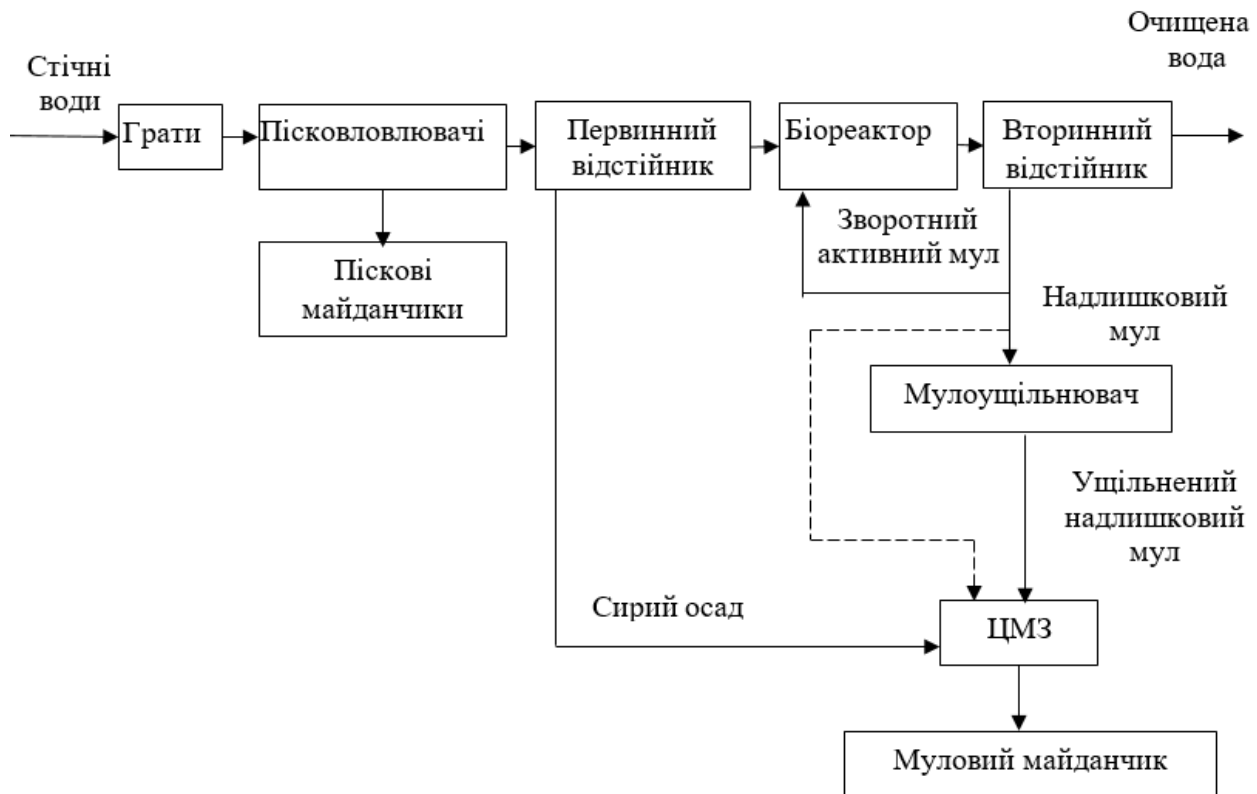 Очищена
вода
Стічні
води
Грати
Пісковловлювачі
Первинний
відстійник
Біореактор
Вторинний
відстійник
Зворотний
активний мул
Піскові
майданчики
Надлишковий
мул
Мулоущільнювач
Ущільнений
надлишковий
мул
Сирий осад
ЦМЗ
Муловий майданчик